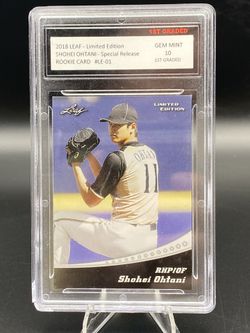 1ST GRADED
2018 LEAF - Limited Edition
SHOHEI OHTANI - Special Release
ROOKIE CARD #LE-01
GEM MINT
10
1ST GRADED
Leaf
LIMITED
EDITION
OHTANI
11
RHP/OF
Shohei Ohtani